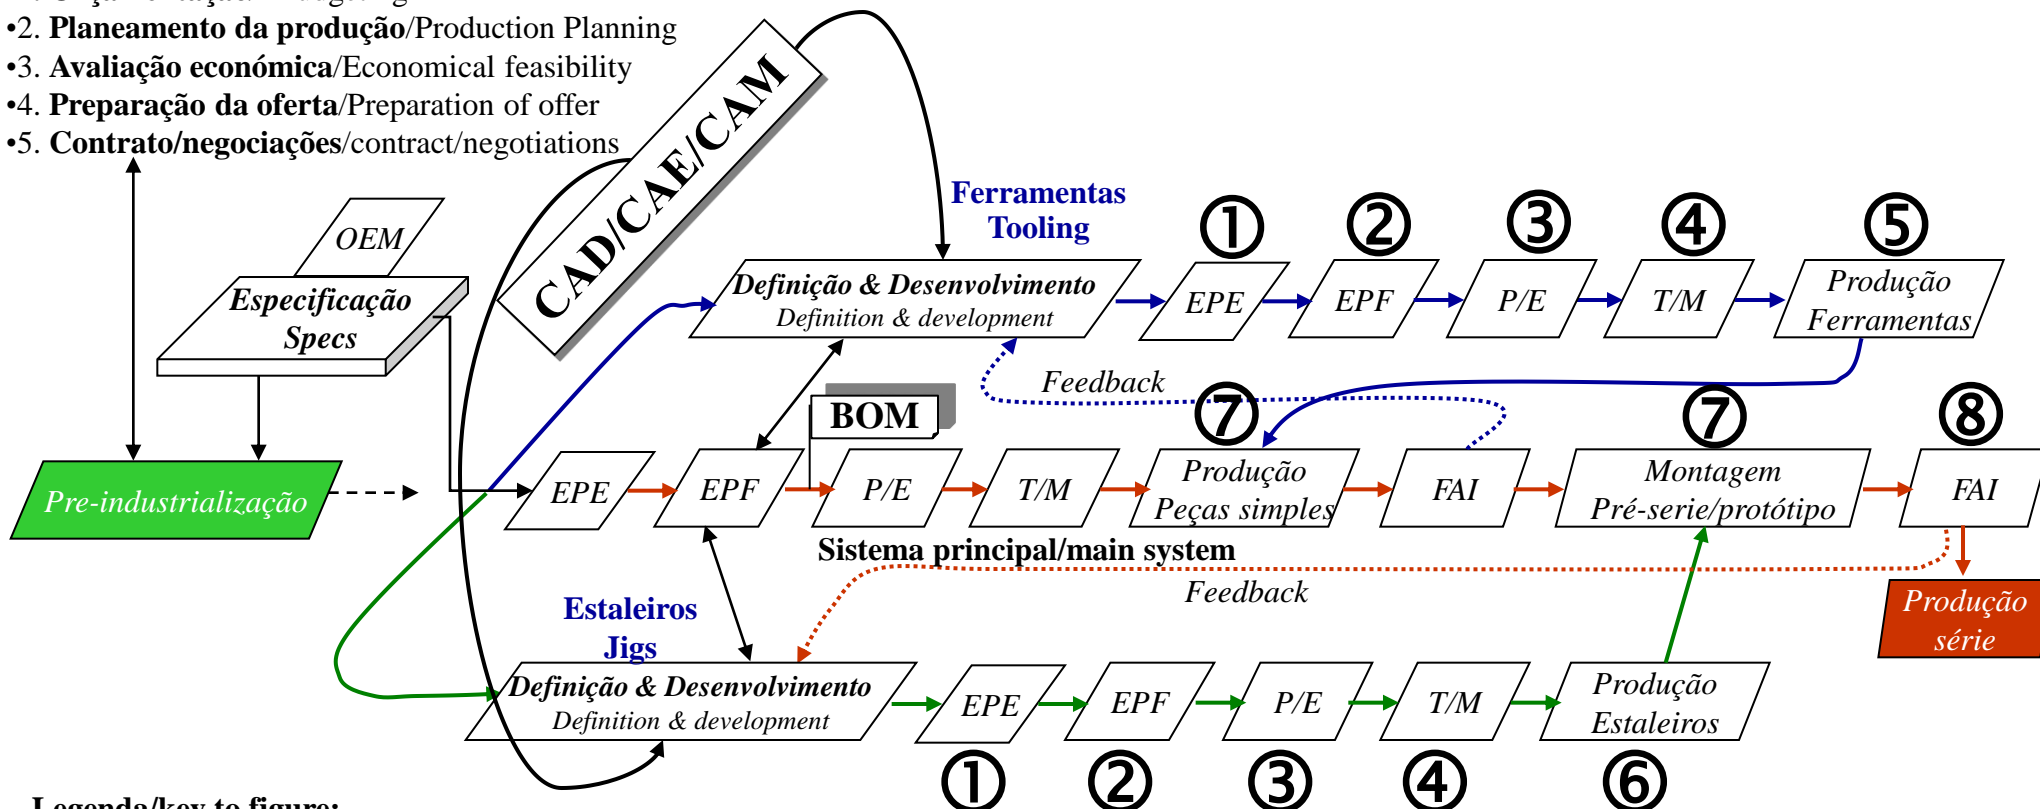 •2. Planeamento da produção/Production Planning
•3. Avaliação económica/Economical feasibility
•4. Preparação da oferta/Preparation of offer
•5. Contrato/negociações/contract/negotiations
CAD/CAE/CAM
OEM
Especificação
Specs
Pre-industrialização
Ferramentas
Tooling
① ② ③ ④ ⑤
Definição & Desenvolvimento
Definition & development
EPE
EPF
P/E
T/M
Produção
Ferramentas
Feedback
BOM
⑦ ⑦ ⑧
EPE
EPF
P/E
T/M
Produção
Peças simples
FAI
Montagem
Pré-serie/protótipo
FAI
Sistema principal/main system
Feedback
Produção
série
Estaleiros
Jigs
Definição & Desenvolvimento
Definition & development
EPE
EPF
P/E
T/M
Produção
Estaleiros
① ② ③ ④ ⑥
Legenda/key to figure: